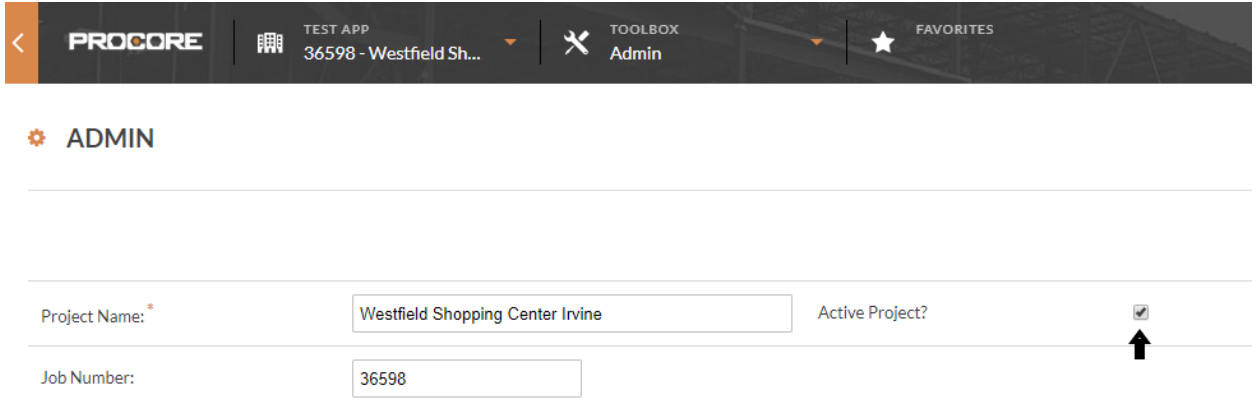 PROCORE
TEST APP
36598 - Westfield Sh...
TOOLBOX
Admin
FAVORITES
ADMIN
Project Name:*
Westfield Shopping Center Irvine
Active Project?
Job Number:
36598